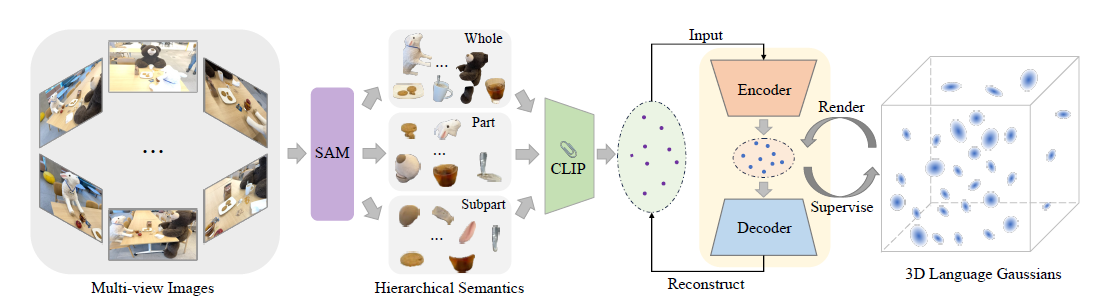 Multi-view Images
...
SAM
Whole
...
Part
...
Subpart
...
Hierarchical Semantics
CLIP
Input
Encoder
Decoder
Reconstruct
Render
Supervise
3D Language Gaussians